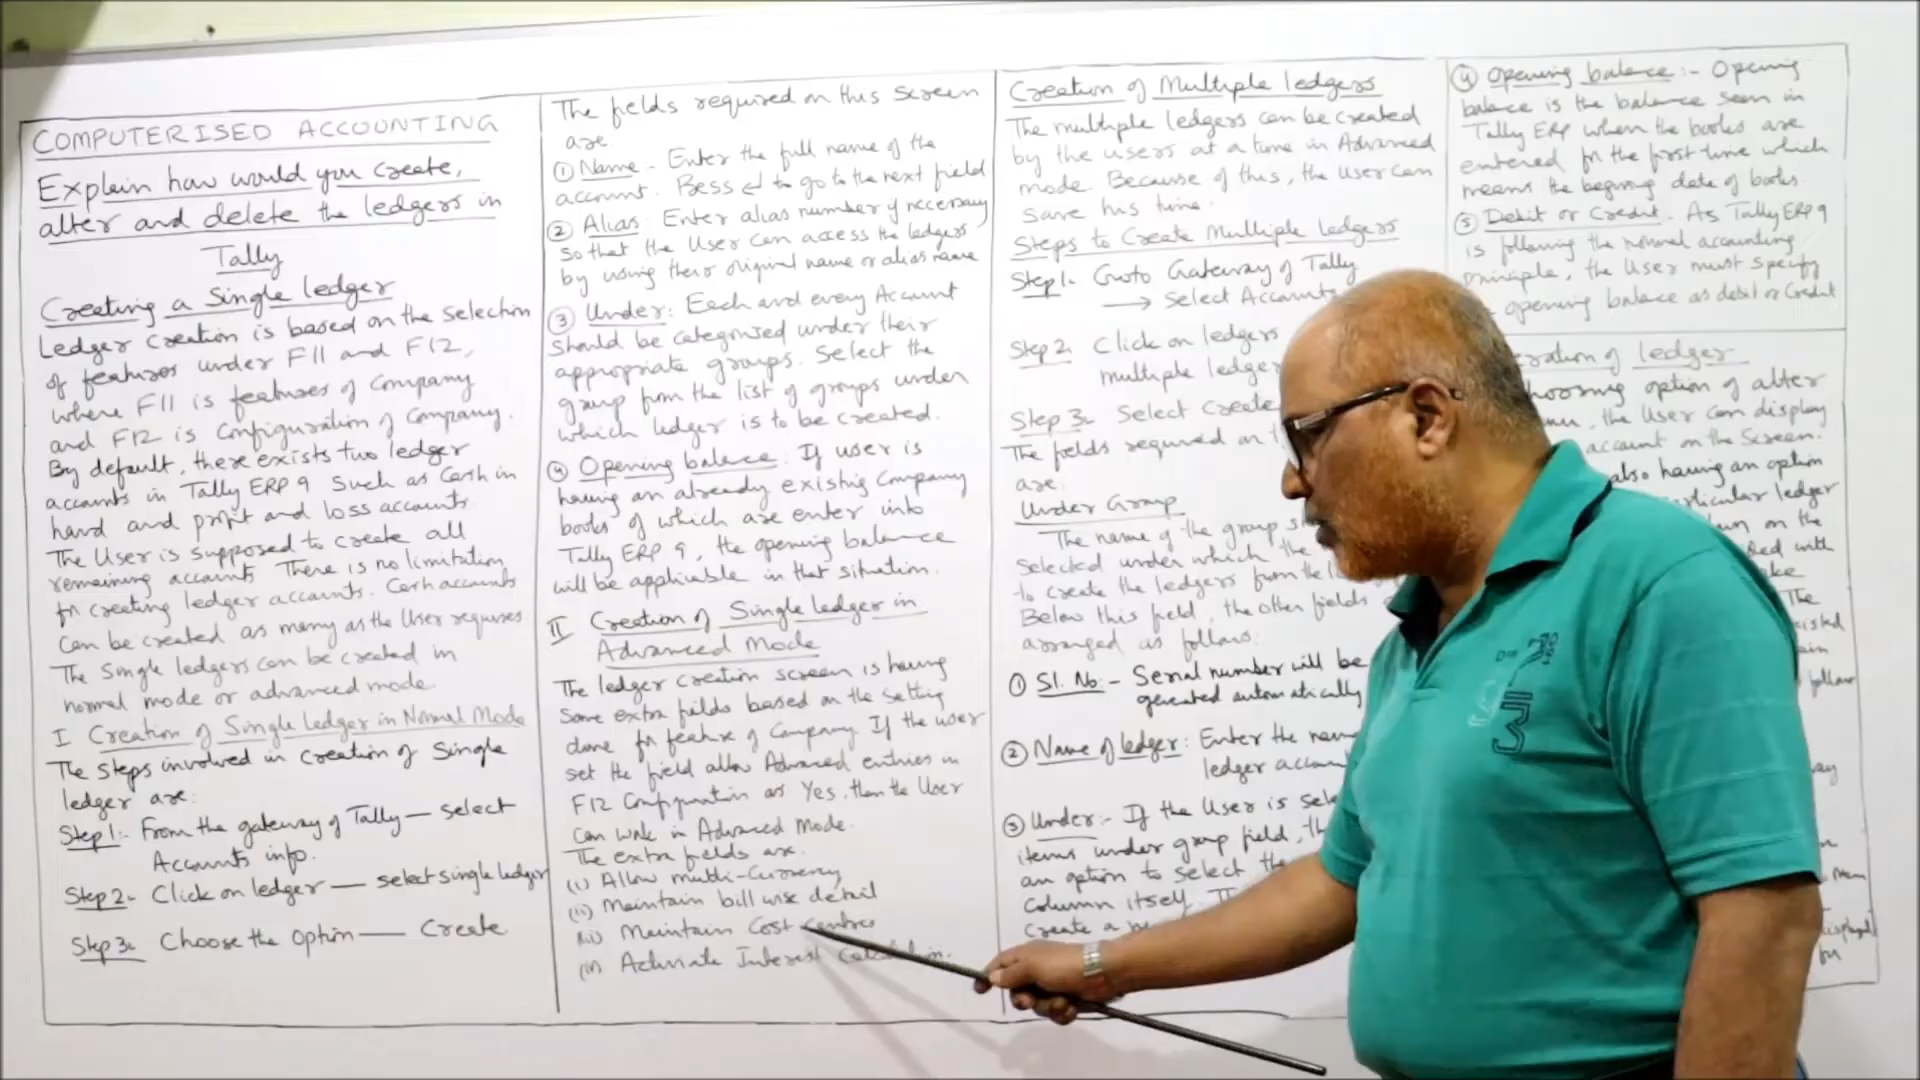 COMPUTERISED ACCOUNTING
Explain how would you create,
alter and delete the ledgers in
Tally
Creating a Single ledger
Ledger creation is based on the selection
of features under F11 and F12,
where F11 is features of Company
and F12 is Configuration of Company.
By default, there exists two ledger
accounts in Tally ERP 9 Such as Cash in
hand and profit and loss accounts.
The User is supposed to create all
remaining accounts There is no limitation
for creating ledger accounts. Cash accounts
Can be created as many as the User requires.
The Single ledgers can be created in
normal mode or advanced mode.
I Creation of Single ledger in Normal Mode
The steps involved in creation of Single
ledger are:
Step 1:- From the gateway of Tally — select
Accounts info.
Step 2:- Click on ledger — select single ledger
Step 3:- Choose the Option — Create
The fields required on this screen
are.
① Name:- Enter the full name of the
account. Press ↵ to go to the next field
② Alias: Enter alias number if necessary
so that the User can access the ledgers
by using their original name or alias name
③ Under: Each and every Account
should be categorised under their
appropriate groups. Select the
group from the list of groups under
which ledger is to be created.
④ Opening balance: If user is
having an already existing Company
books of which are enter into
Tally ERP 9, the opening balance
will be applicable in that situation.
II Creation of Single ledger in
Advanced Mode
The ledger creation screen is having
Some extra fields based on the setting
done for feature of Company. If the user
set the field allow Advanced entries in
F12 Configuration as Yes, then the User
can work in Advanced Mode.
The extra fields are.
(i) Allow multi-Currency
(ii) Maintain bill wise detail
(iii) Maintain Cost Centres
(iv) Activate Interest Calculation.
Creation of Multiple ledgers
The multiple ledgers can be created
by the users at a time in Advanced
mode. Because of this, the User can
save his time.
Steps to Create Multiple ledgers
Step 1:- Goto Gateway of Tally
→ Select Accounts
Step 2: Click on ledgers
multiple ledger
Step 3:- Select Create
The fields required on
are.
Under Group
The name of the group
selected under which the
to create the ledgers from the
Below this field, the other fields
arranged as follows:
① Sl. No:- Serial number will be
generated automatically
② Name of ledger: Enter the name
ledger account
③ Under:- If the User is
items under group field,
an option to select the
Column itself.
Create a
④ Opening balance:- Opening
balance is the balance seen in
Tally ERP when the books are
entered for the first time which
means the begining date of books.
⑤ Debit or Credit. As Tally ERP 9
is following the normal accounting
principle, the User must specify
opening balance as debit or Credit
ledger
option of alter
the User can display
account on the Screen.
also having an option
ledger
on the
with
The
follow